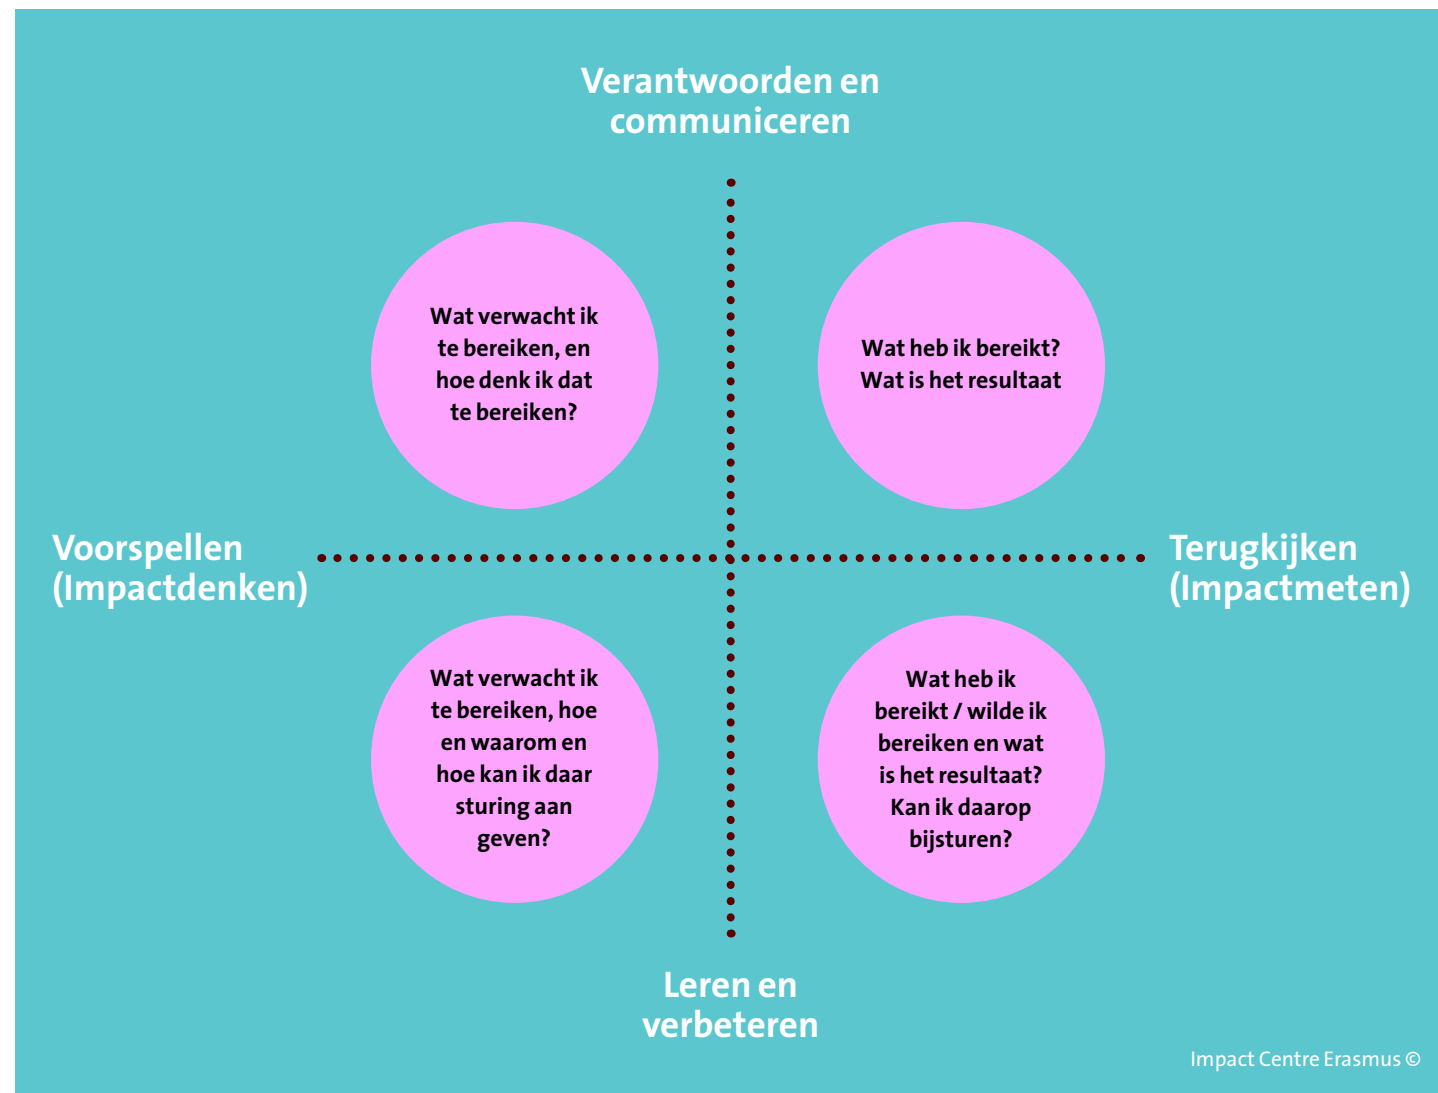 Verantwoorden en
communiceren
Wat verwacht ik
te bereiken, en
hoe denk ik dat
te bereiken?
Wat heb ik bereikt?
Wat is het resultaat
Voorspellen
(Impactdenken)
Terugkijken
(Impactmeten)
Wat verwacht ik
te bereiken, hoe
en waarom en
hoe kan ik daar
sturing aan
geven?
Wat heb ik
bereikt / wilde ik
bereiken en wat
is het resultaat?
Kan ik daarop
bijsturen?
Leren en
verbeteren
Impact Centre Erasmus ©